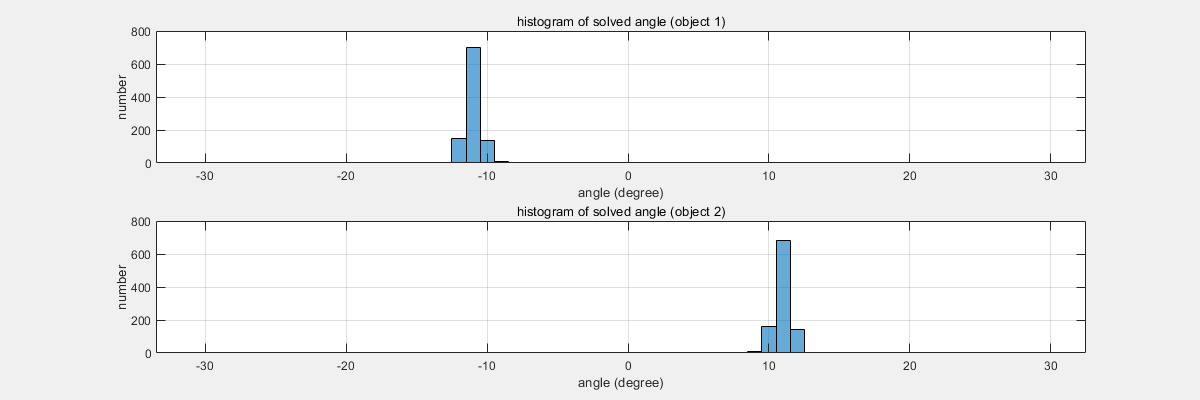 histogram of solved angle (object 1)
800
600
400
200
0
number
-30 -20 -10 0 10 20 30
angle (degree)
histogram of solved angle (object 2)
800
600
400
200
0
number
-30 -20 -10 0 10 20 30
angle (degree)